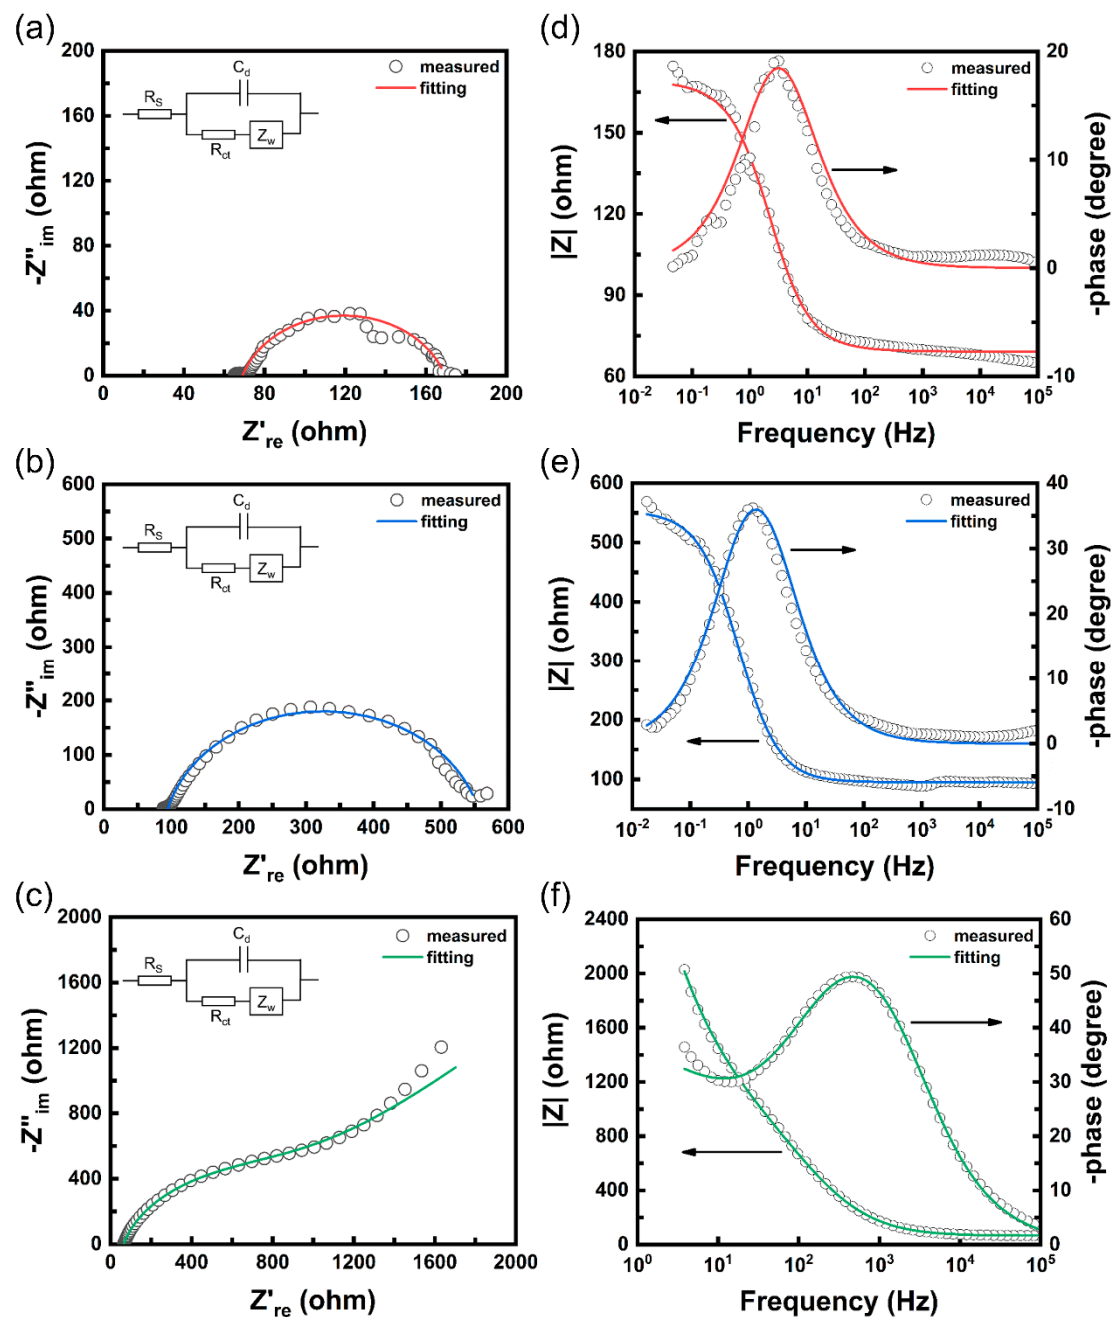 (a)
200
160
120
80
40
0
0 40 80 120 160 200
-Z''im (ohm)
Z're (ohm)
RS
Cd
Rct
Zw
measured
fitting
(d)
180
150
120
90
60
20
10
0
-10
10-2 10-1 100 101 102 103 104 105
|Z| (ohm)
-phase (degree)
Frequency (Hz)
measured
fitting
(b)
600
500
400
300
200
100
0
0 100 200 300 400 500 600
-Z''im (ohm)
Z're (ohm)
RS
Cd
Rct
Zw
measured
fitting
(e)
600
500
400
300
200
100
40
30
20
10
0
-10
10-2 10-1 100 101 102 103 104 105
|Z| (ohm)
-phase (degree)
Frequency (Hz)
measured
fitting
(c)
2000
1600
1200
800
400
0
0 400 800 1200 1600 2000
-Z''im (ohm)
Z're (ohm)
RS
Cd
Rct
Zw
measured
fitting
(f)
2400
2000
1600
1200
800
400
0
60
50
40
30
20
10
0
100 101 102 103 104 105
|Z| (ohm)
-phase (degree)
Frequency (Hz)
measured
fitting